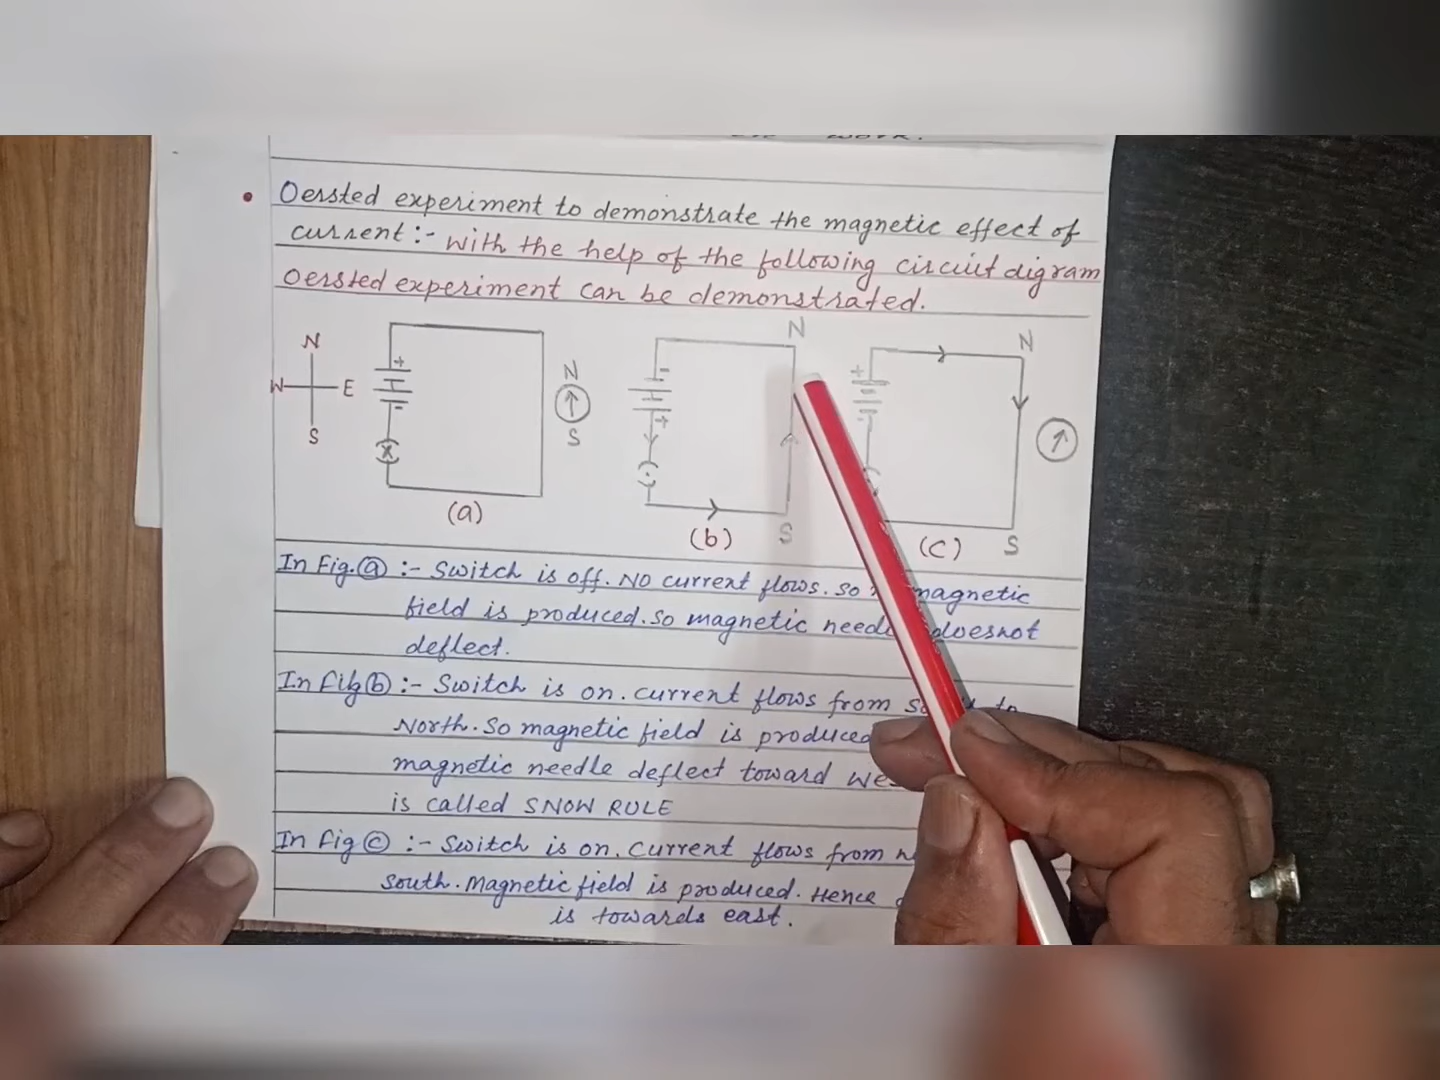 Oersted experiment to demonstrate the magnetic effect of
current:- with the help of the following circuit digram
Oersted experiment can be demonstrated.
N
W E
S
+
-
N
S
(a)
N
-
+
S
(b)
N
+
-
S
(c)
In Fig. (a) :- Switch is off. No current flows. So magnetic
field is produced. So magnetic doesnot
deflect.
In Fig (b) :- Switch is on. current flows from
North. So magnetic field is produced
magnetic needle deflect toward
is called SNOW RULE
In Fig (c) :- Switch is on. Current flows from
South. Magnetic field is produced. Hence
is towards east.